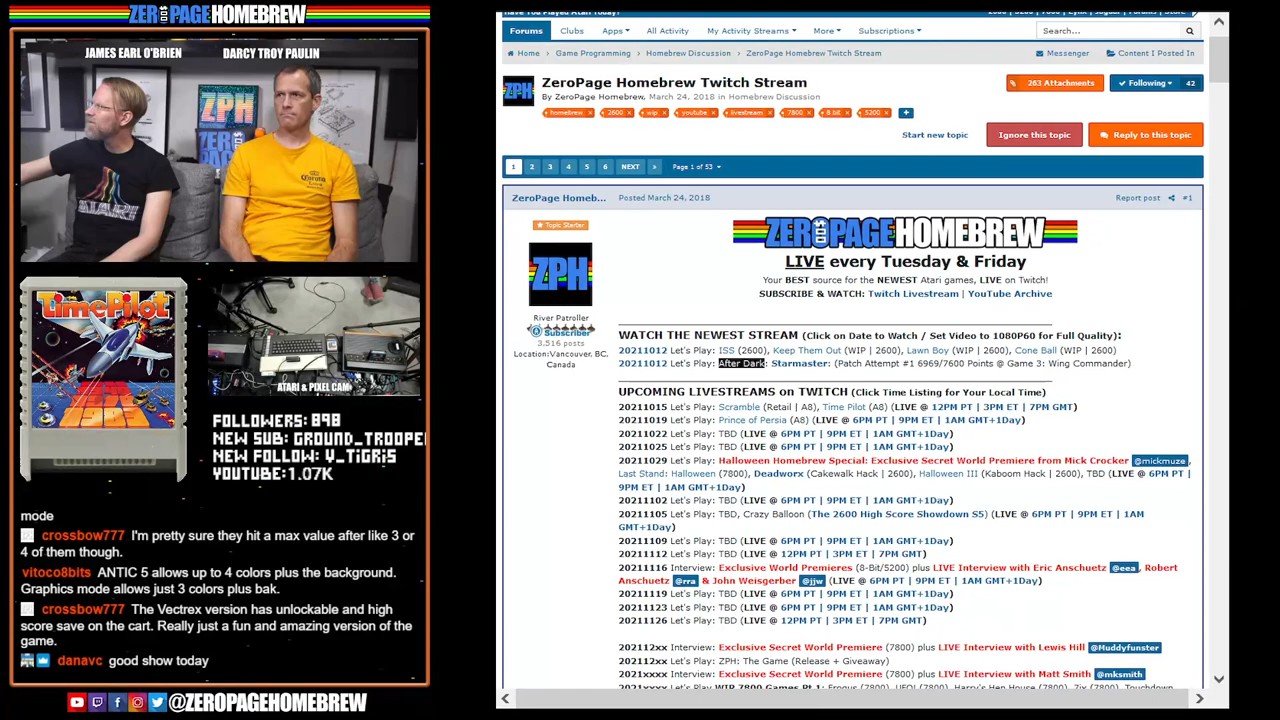 ZEROPAGE HOMEBREW
JAMES EARL O'BRIEN
DARCY TROY PAULIN
ZPH
ATARI
Corona
TimePilot
ATARI & PIXEL CAM
FOLLOWERS: 898
NEW SUB: GROUND_TROOPER
NEW FOLLOW: V_TIGRIS
YOUTUBE: 1.07K
mode
crossbow777 I'm pretty sure they hit a max value after like 3 or
4 of them though.
vitoco8bits ANTIC 5 allows up to 4 colors plus the background.
Graphics mode allows just 3 colors plus bak.
crossbow777 The Vectrex version has unlockable and high
score save on the cart. Really just a fun and amazing version of the
game.
danavc good show today
@ZEROPAGEHOMEBREW
Forums Clubs Apps All Activity My Activity Streams More Subscriptions Search...
Home Game Programming Homebrew Discussion ZeroPage Homebrew Twitch Stream Messenger Content I Posted In
ZPH
ZeroPage Homebrew Twitch Stream
263 Attachments
Following 42
By ZeroPage Homebrew, March 24, 2018 in Homebrew Discussion
homebrew 2600 wip youtube livestream 7800 8 bit 5200
Start new topic
Ignore this topic
Reply to this topic
1 2 3 4 5 6 NEXT » Page 1 of 53
ZeroPage Homeb... Posted March 24, 2018 Report post #1
Topic Starter
ZPH
River Patroller
Subscriber
3,516 posts
Location:Vancouver, BC,
Canada
ZEROPAGE HOMEBREW
LIVE every Tuesday & Friday
Your BEST source for the NEWEST Atari games, LIVE on Twitch!
SUBSCRIBE & WATCH: Twitch Livestream | YouTube Archive
WATCH THE NEWEST STREAM (Click on Date to Watch / Set Video to 1080P60 for Full Quality):
20211012 Let's Play: ISS (2600), Keep Them Out (WIP | 2600), Lawn Boy (WIP | 2600), Cone Ball (WIP | 2600)
20211012 Let's Play: After Dark: Starmaster: (Patch Attempt #1 6969/7600 Points @ Game 3: Wing Commander)
UPCOMING LIVESTREAMS on TWITCH (Click Time Listing for Your Local Time)
20211015 Let's Play: Scramble (Retail | A8), Time Pilot (A8) (LIVE @ 12PM PT | 3PM ET | 7PM GMT)
20211019 Let's Play: Prince of Persia (A8) (LIVE @ 6PM PT | 9PM ET | 1AM GMT+1Day)
20211022 Let's Play: TBD (LIVE @ 6PM PT | 9PM ET | 1AM GMT+1Day)
20211025 Let's Play: TBD (LIVE @ 6PM PT | 9PM ET | 1AM GMT+1Day)
20211029 Let's Play: Halloween Homebrew Special: Exclusive Secret World Premiere from Mick Crocker @mickmuze,
Last Stand: Halloween (7800), Deadworx (Cakewalk Hack | 2600), Halloween III (Kaboom Hack | 2600), TBD (LIVE @ 6PM PT |
9PM ET | 1AM GMT+1Day)
20211102 Let's Play: TBD (LIVE @ 6PM PT | 9PM ET | 1AM GMT+1Day)
20211105 Let's Play: TBD, Crazy Balloon (The 2600 High Score Showdown S5) (LIVE @ 6PM PT | 9PM ET | 1AM
GMT+1Day)
20211109 Let's Play: TBD (LIVE @ 6PM PT | 9PM ET | 1AM GMT+1Day)
20211112 Let's Play: TBD (LIVE @ 12PM PT | 3PM ET | 7PM GMT)
20211116 Interview: Exclusive World Premieres (8-Bit/5200) plus LIVE Interview with Eric Anschuetz @eea, Robert
Anschuetz @rra & John Weisgerber @jjw (LIVE @ 6PM PT | 9PM ET | 1AM GMT+1Day)
20211119 Let's Play: TBD (LIVE @ 6PM PT | 9PM ET | 1AM GMT+1Day)
20211123 Let's Play: TBD (LIVE @ 6PM PT | 9PM ET | 1AM GMT+1Day)
20211126 Let's Play: TBD (LIVE @ 12PM PT | 3PM ET | 7PM GMT)
202112xx Interview: Exclusive Secret World Premiere (7800) plus LIVE Interview with Lewis Hill @Muddyfunster
202112xx Let's Play: ZPH: The Game (Release + Giveaway)
2021xxxx Interview: Exclusive Secret World Premiere (7800) plus LIVE Interview with Matt Smith @mksmith